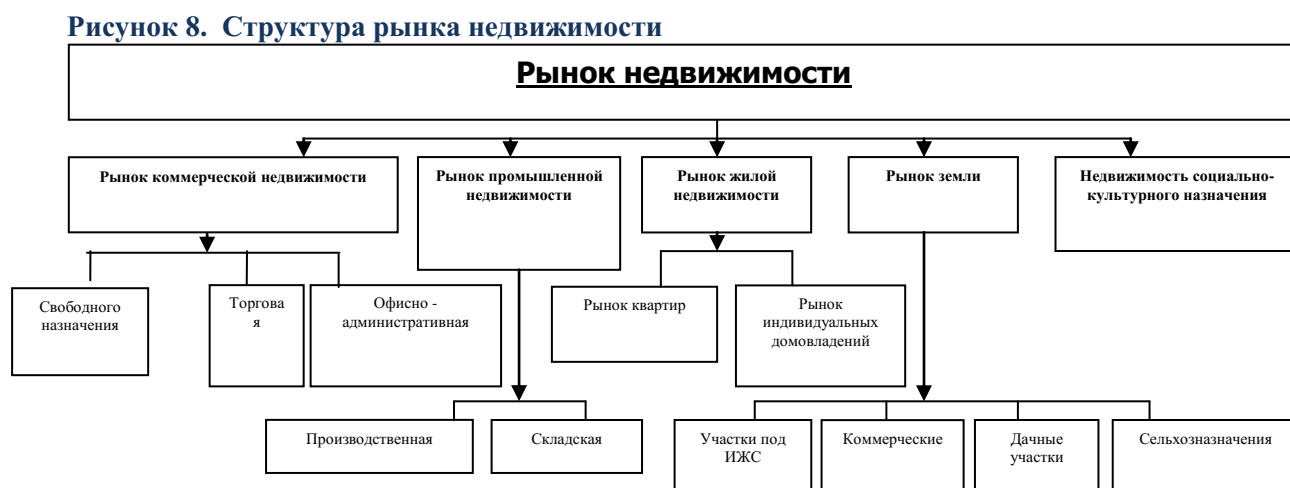 Рисунок 8. Структура рынка недвижимости
Рынок недвижимости
Рынок коммерческой недвижимости
Рынок промышленной
недвижимости
Рынок жилой
недвижимости
Рынок земли
Недвижимость социально-
культурного назначения
Свободного
назначения
Торгова
я
Офисно -
административная
Рынок квартир
Рынок
индивидуальных
домовладений
Производственная
Складская
Участки под
ИЖС
Коммерческие
Дачные
участки
Сельхозназначения